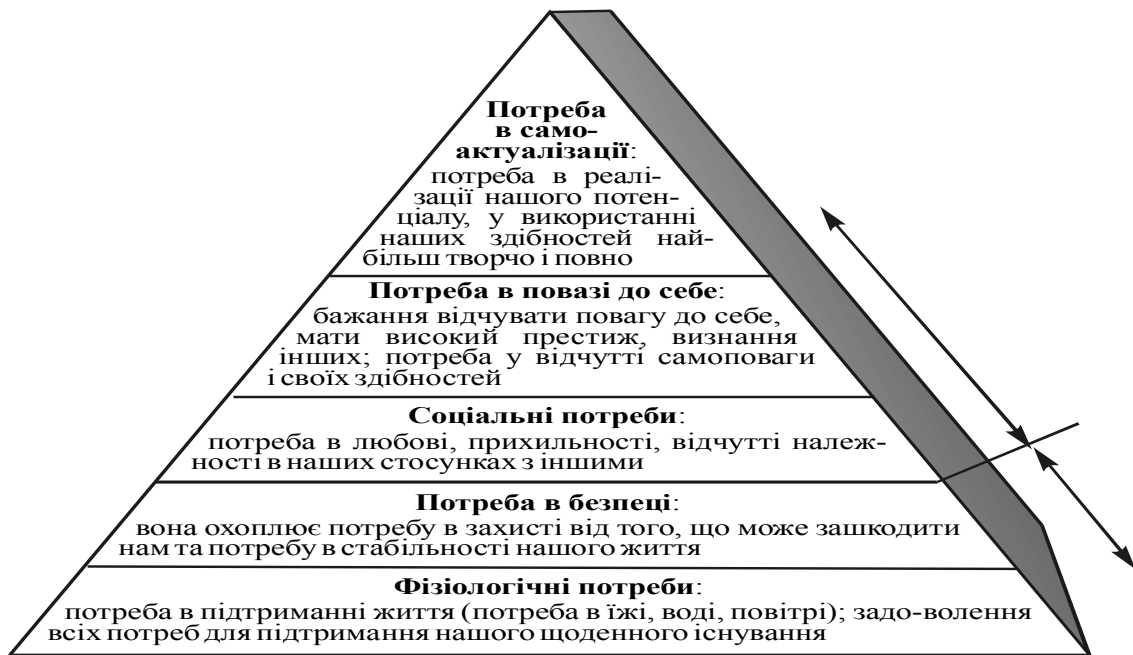 Потреба
в само-
актуалізації:
потреба в реалі-
зації нашого потен-
ціалу, у використанні
наших здібностей най-
більш творчо і повно
Потреба в повазі до себе:
бажання відчувати повагу до себе,
мати високий престиж, визнання
інших; потреба у відчутті самоповаги
і своїх здібностей
Соціальні потреби:
потреба в любові, прихильності, відчутті належ-
ності в наших стосунках з іншими
Потреба в безпеці:
вона охоплює потребу в захисті від того, що може зашкодити
нам та потребу в стабільності нашого життя
Фізіологічні потреби:
потреба в підтриманні життя (потреба в їжі, воді, повітрі); задо-волення
всіх потреб для підтримання нашого щоденного існування